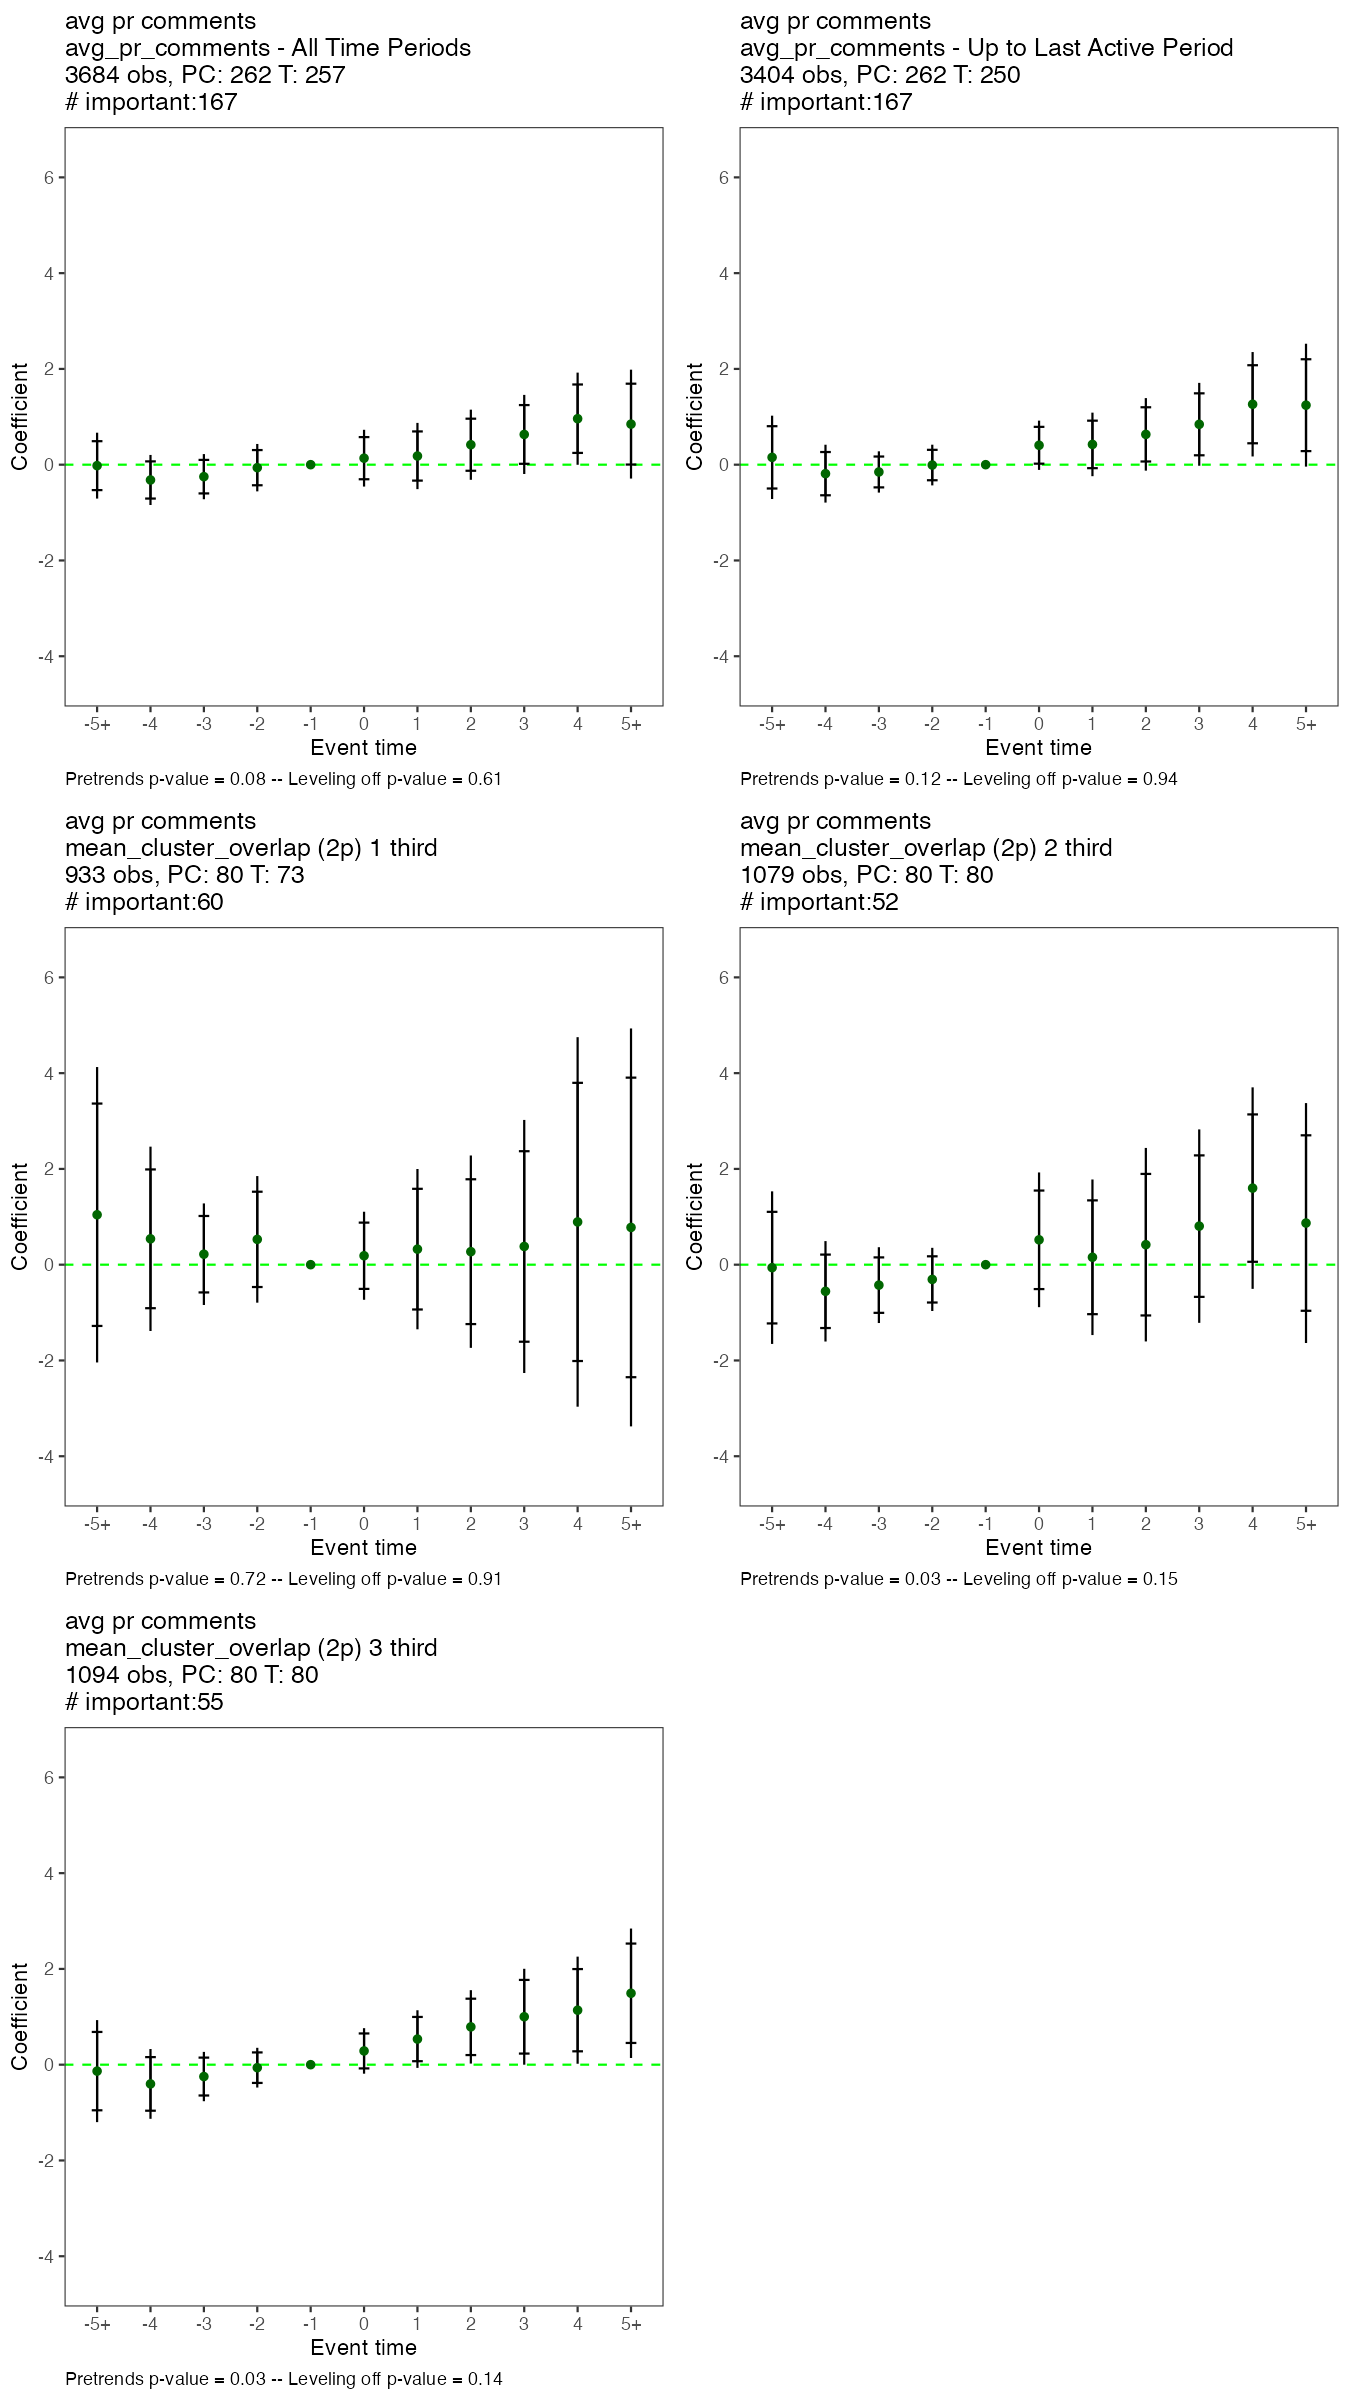 avg pr comments
avg_pr_comments - All Time Periods
3684 obs, PC: 262 T: 257
# important:167
Coefficient
6
4
2
0
-2
-4
-5+ -4 -3 -2 -1 0 1 2 3 4 5+
Event time
Pretrends p-value = 0.08 -- Leveling off p-value = 0.61
avg pr comments
avg_pr_comments - Up to Last Active Period
3404 obs, PC: 262 T: 250
# important:167
Coefficient
6
4
2
0
-2
-4
-5+ -4 -3 -2 -1 0 1 2 3 4 5+
Event time
Pretrends p-value = 0.12 -- Leveling off p-value = 0.94
avg pr comments
mean_cluster_overlap (2p) 1 third
933 obs, PC: 80 T: 73
# important:60
Coefficient
6
4
2
0
-2
-4
-5+ -4 -3 -2 -1 0 1 2 3 4 5+
Event time
Pretrends p-value = 0.72 -- Leveling off p-value = 0.91
avg pr comments
mean_cluster_overlap (2p) 2 third
1079 obs, PC: 80 T: 80
# important:52
Coefficient
6
4
2
0
-2
-4
-5+ -4 -3 -2 -1 0 1 2 3 4 5+
Event time
Pretrends p-value = 0.03 -- Leveling off p-value = 0.15
avg pr comments
mean_cluster_overlap (2p) 3 third
1094 obs, PC: 80 T: 80
# important:55
Coefficient
6
4
2
0
-2
-4
-5+ -4 -3 -2 -1 0 1 2 3 4 5+
Event time
Pretrends p-value = 0.03 -- Leveling off p-value = 0.14